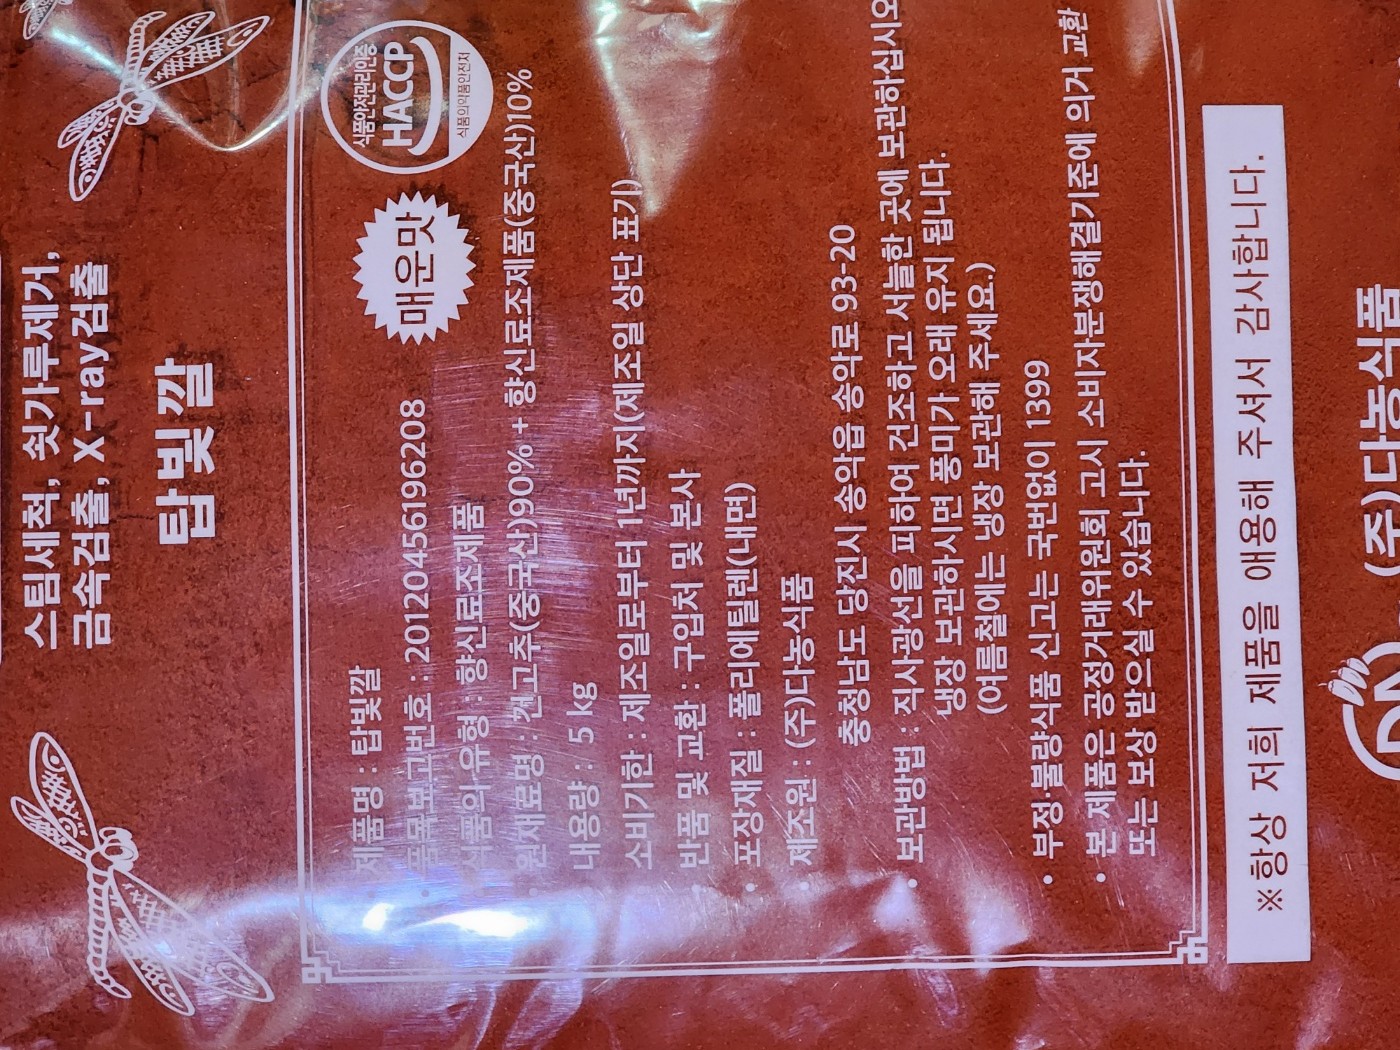 스팀세척, 쇳가루제거,
금속검출, X-ray검출
탑빛깔
식품안전관리인증
HACCP
식품의약품안전처
매운맛
제품명 : 탑빛깔
• 품목보고번호 : 20120456196208
식품의유형 : 향신료조제품
• 원재료명 : 건고추(중국산)90% + 향신료조제품(중국산)10%
내용량 : 5 kg
소비기한 : 제조일로부터 1년까지(제조일 상단 표기)
• 반품 및 교환 : 구입처 및 본사
• 포장재질 : 폴리에틸렌(내면)
• 제조원 : (주)다농식품
충청남도 당진시 송악읍 송악로 93-20
• 보관방법 : 직사광선을 피하여 건조하고 서늘한 곳에 보관하십시오
냉장 보관하시면 풍미가 오래 유지 됩니다.
(여름철에는 냉장 보관해 주세요.)
• 부정·불량식품 신고는 국번없이 1399
• 본 제품은 공정거래위원회 고시 소비자분쟁해결기준에 의거 교환
또는 보상 받으실 수 있습니다.
※항상 저희 제품을 애용해 주셔서 감사합니다.
(주)다농식품